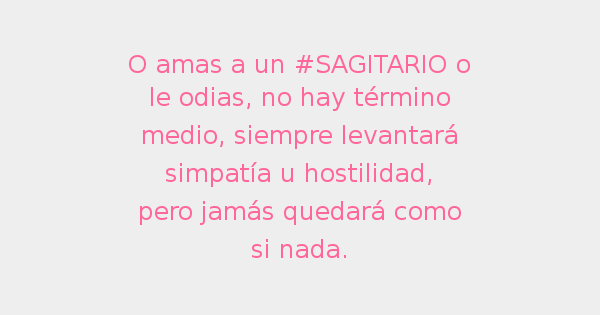 O amas a un #SAGITARIO o
le odias, no hay término
medio, siempre levantará
simpatía u hostilidad,
pero jamás quedará como
si nada.